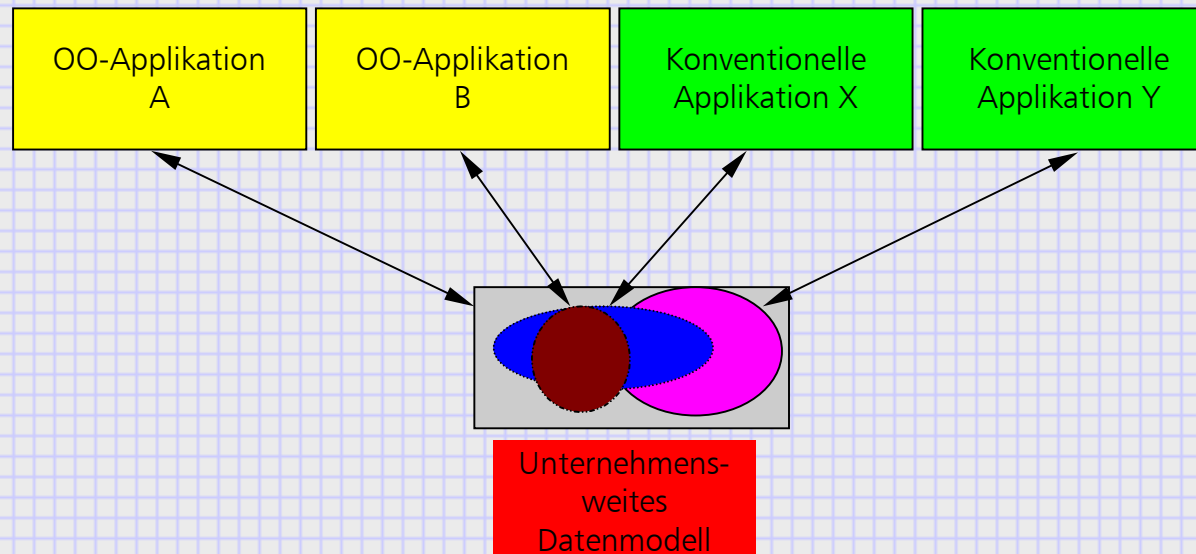 OO-Applikation
A
OO-Applikation
B
Konventionelle
Applikation X
Konventionelle
Applikation Y
Unternehmens-
weites
Datenmodell